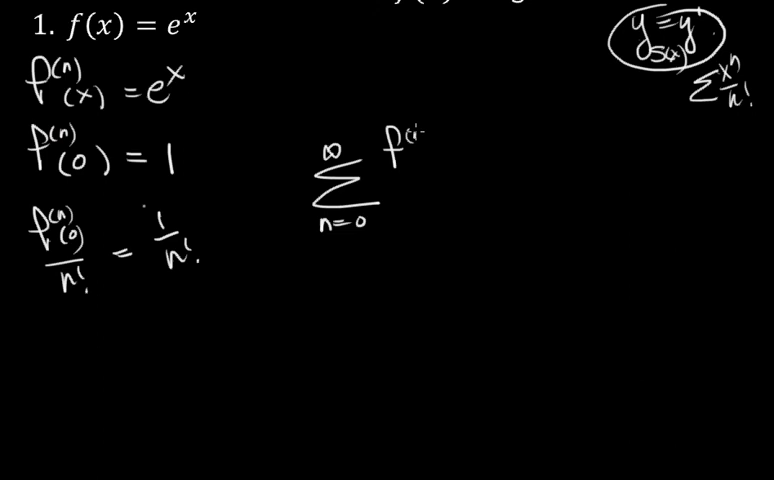 1. f(x) = e^x
f^(n)(x) = e^x
f^(n)(0) = 1
f^(n)(0)/n! = 1/n!
∞
∑ f^(
n=0
y = y'
S(x)
∑ x^n/n!